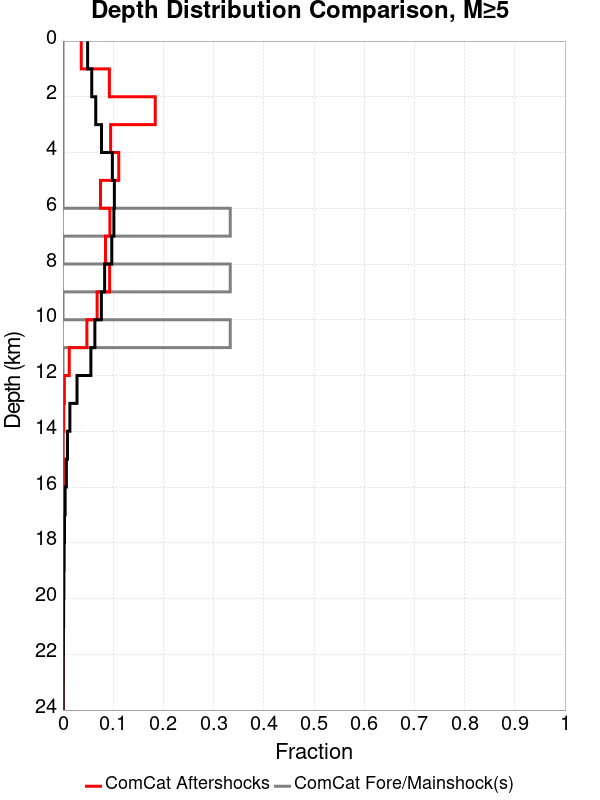 Depth Distribution Comparison, M≥5
0
2
4
6
8
10
12
14
16
18
20
22
24
Depth (km)
0 0.1 0.2 0.3 0.4 0.5 0.6 0.7 0.8 0.9 1
Fraction
ComCat Aftershocks ComCat Fore/Mainshock(s)